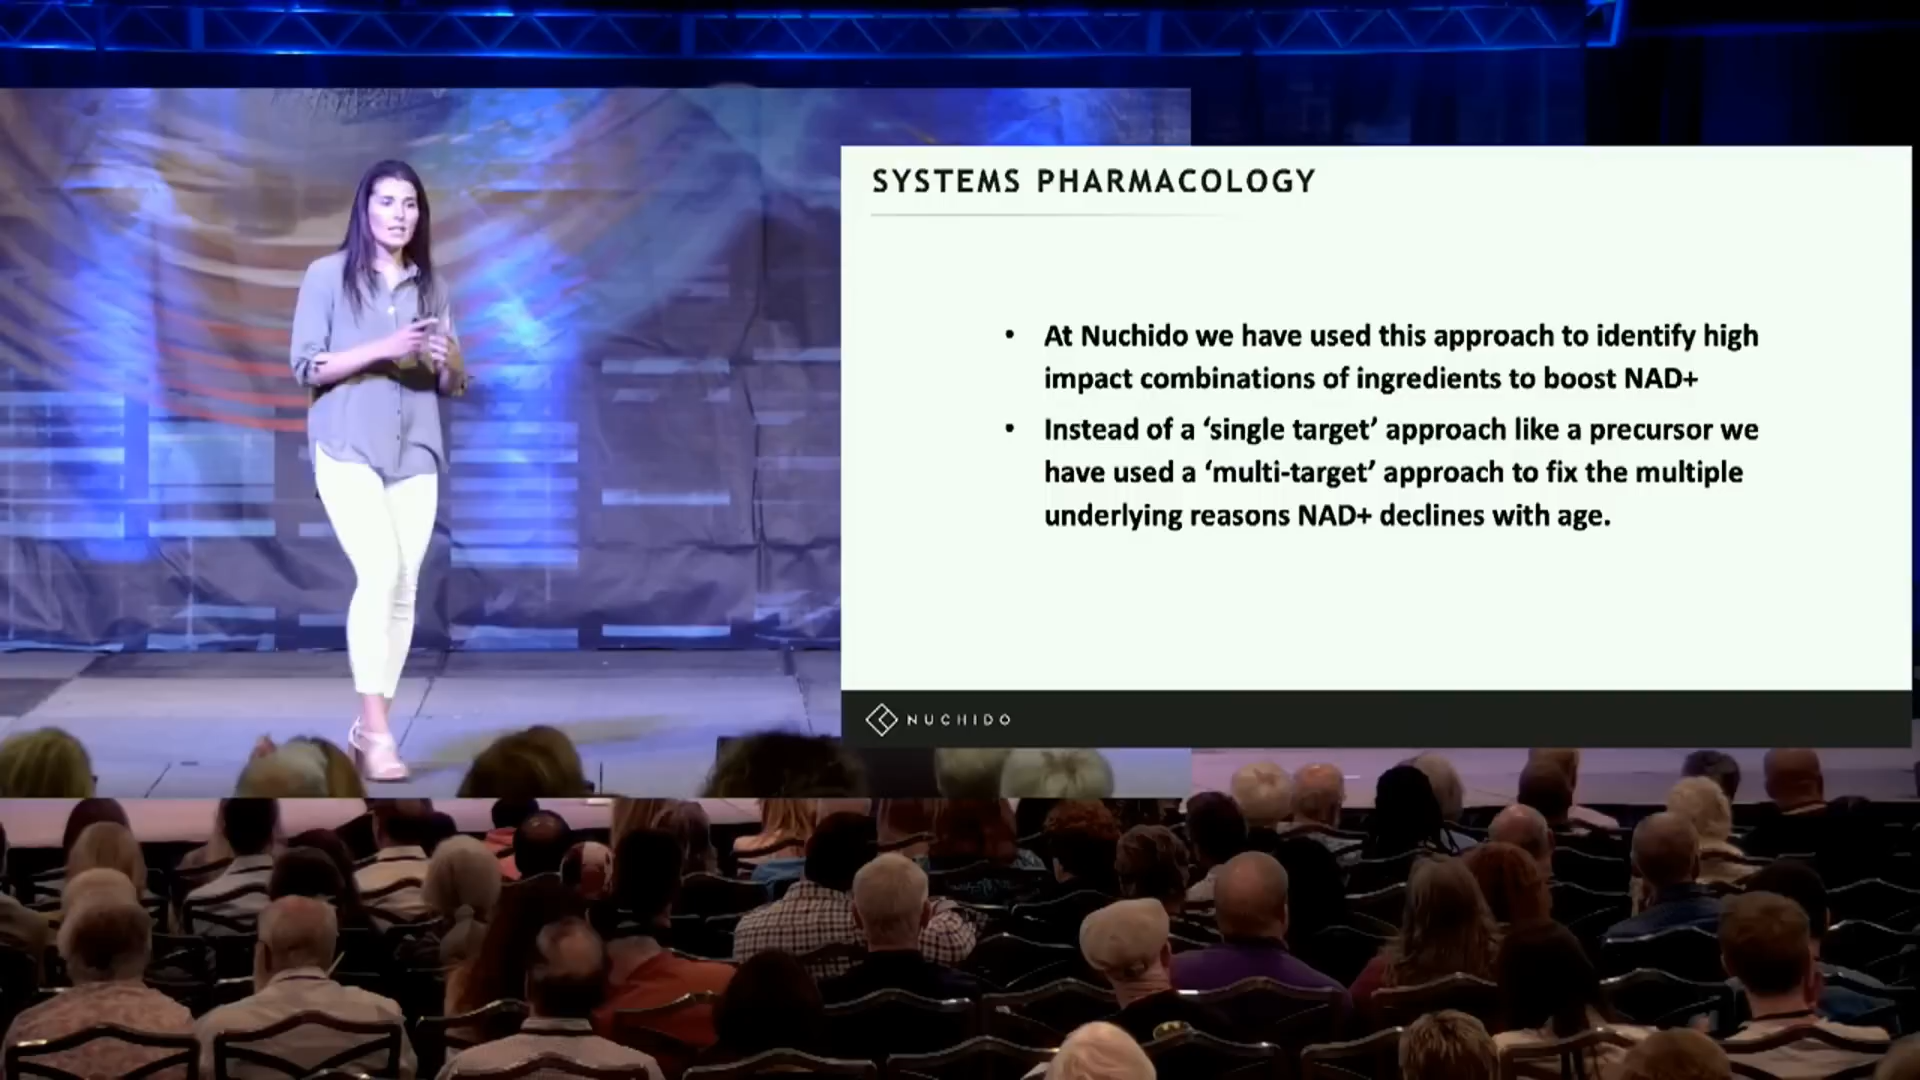 SYSTEMS PHARMACOLOGY
• At Nuchido we have used this approach to identify high
impact combinations of ingredients to boost NAD+
• Instead of a ‘single target’ approach like a precursor we
have used a ‘multi-target’ approach to fix the multiple
underlying reasons NAD+ declines with age.
NUCHIDO